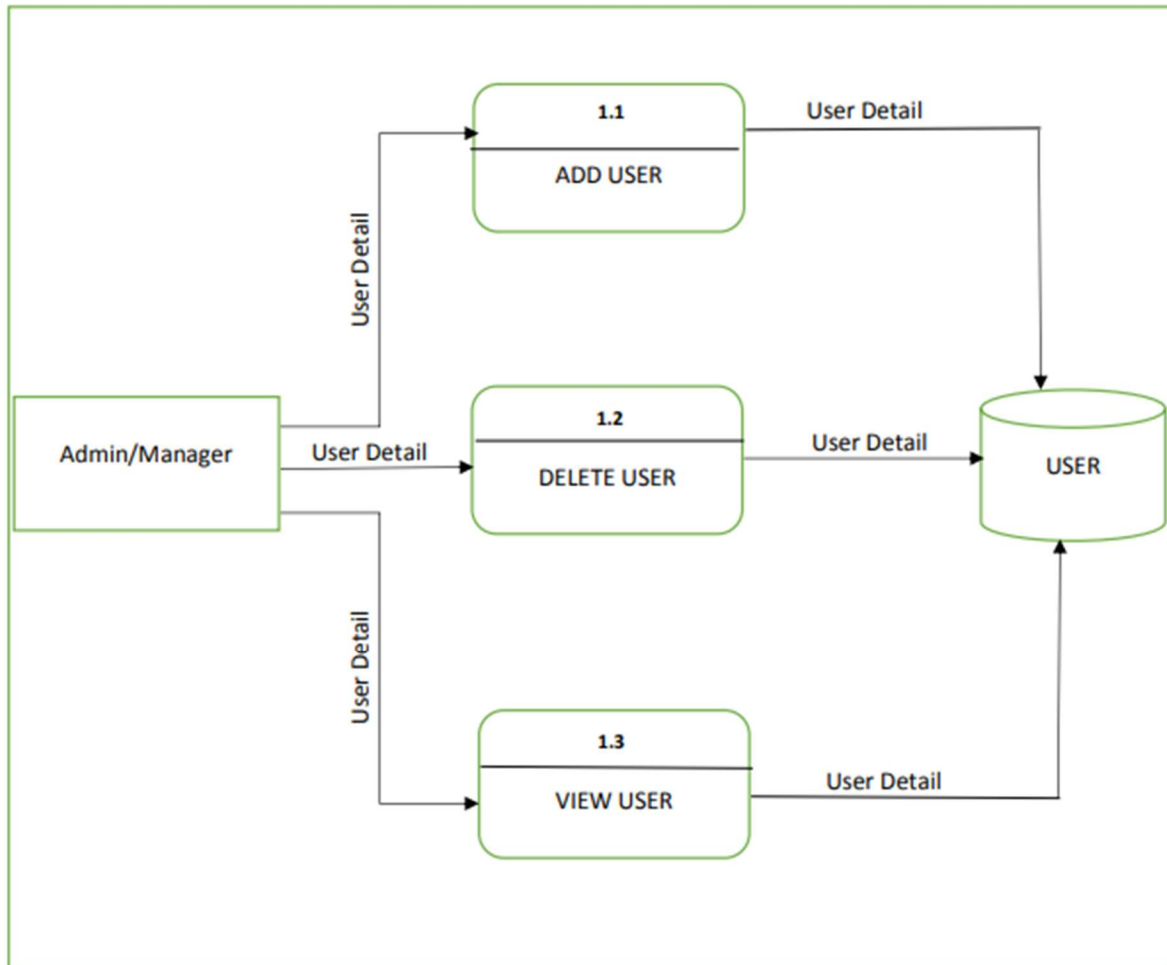 1.1
ADD USER
User Detail
User Detail
Admin/Manager
User Detail
1.2
DELETE USER
User Detail
USER
User Detail
1.3
VIEW USER
User Detail